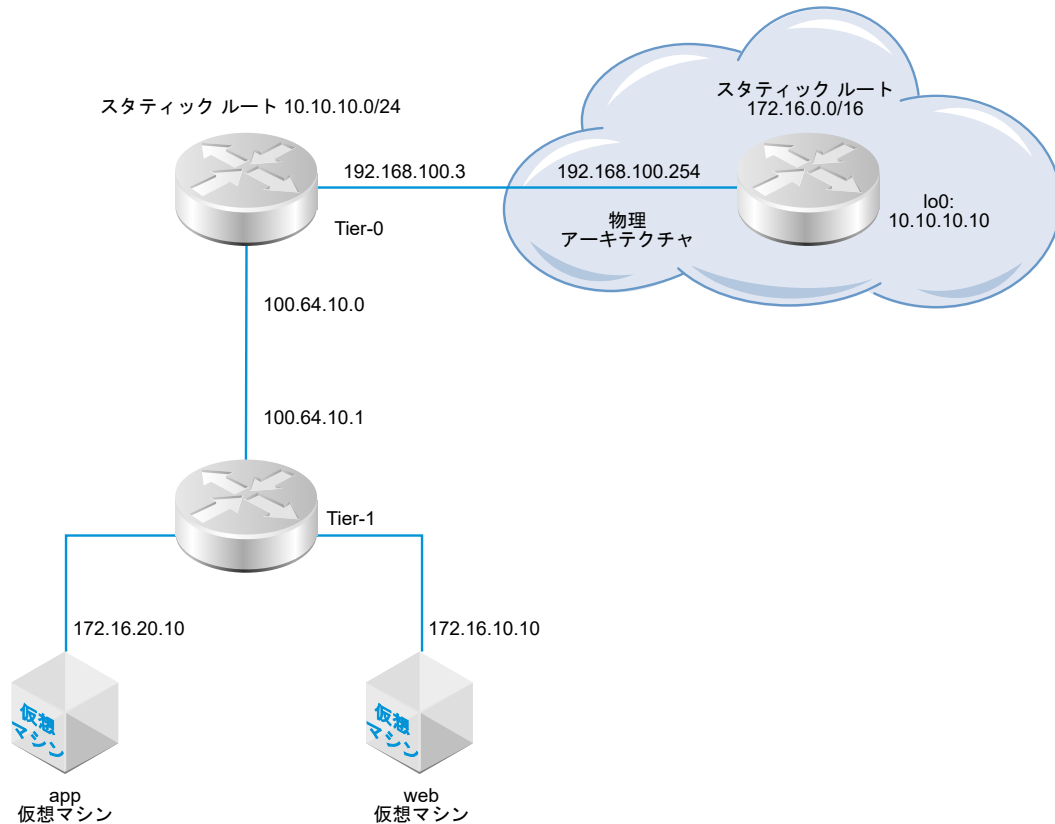 スタティック ルート
172.16.0.0/16
スタティック ルート 10.10.10.0/24
192.168.100.3
192.168.100.254
lo0:
10.10.10.10
物理
アーキテクチャ
Tier-0
100.64.10.0
100.64.10.1
Tier-1
172.16.20.10
172.16.10.10
仮想
マシン
仮想
マシン
app
仮想マシン
web
仮想マシン